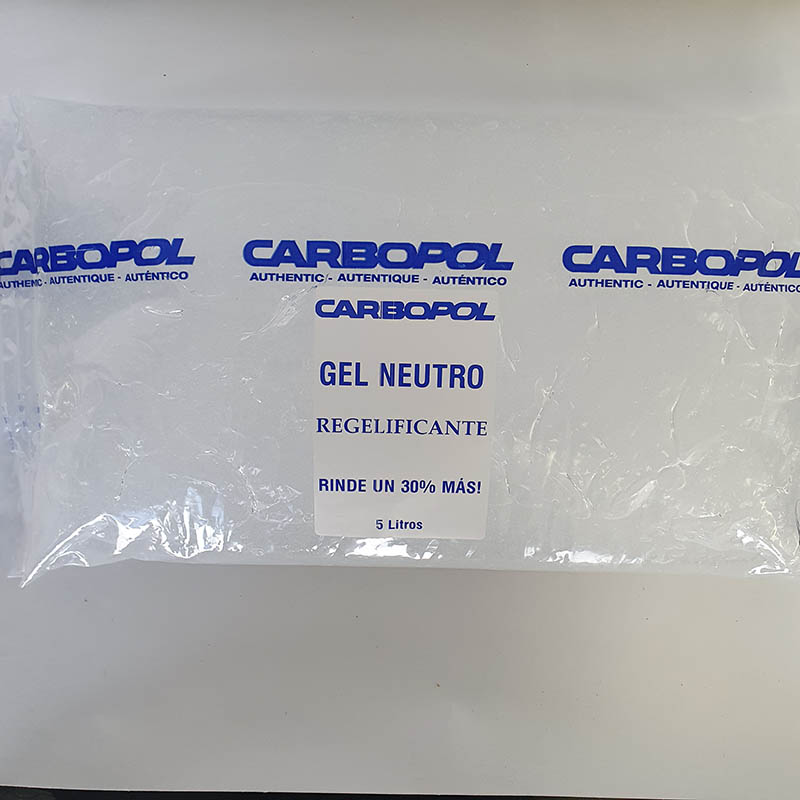 CARBOPOL CARBOPOL CARBOPOL
AUTHENTIC - AUTENTIQUE - AUTÉNTICO AUTHENTIC - AUTENTIQUE - AUTÉNTICO AUTHENTIC - AUTENTIQUE - AUTÉNTICO
CARBOPOL
GEL NEUTRO
REGELIFICANTE
RINDE UN 30% MÁS!
5 Litros